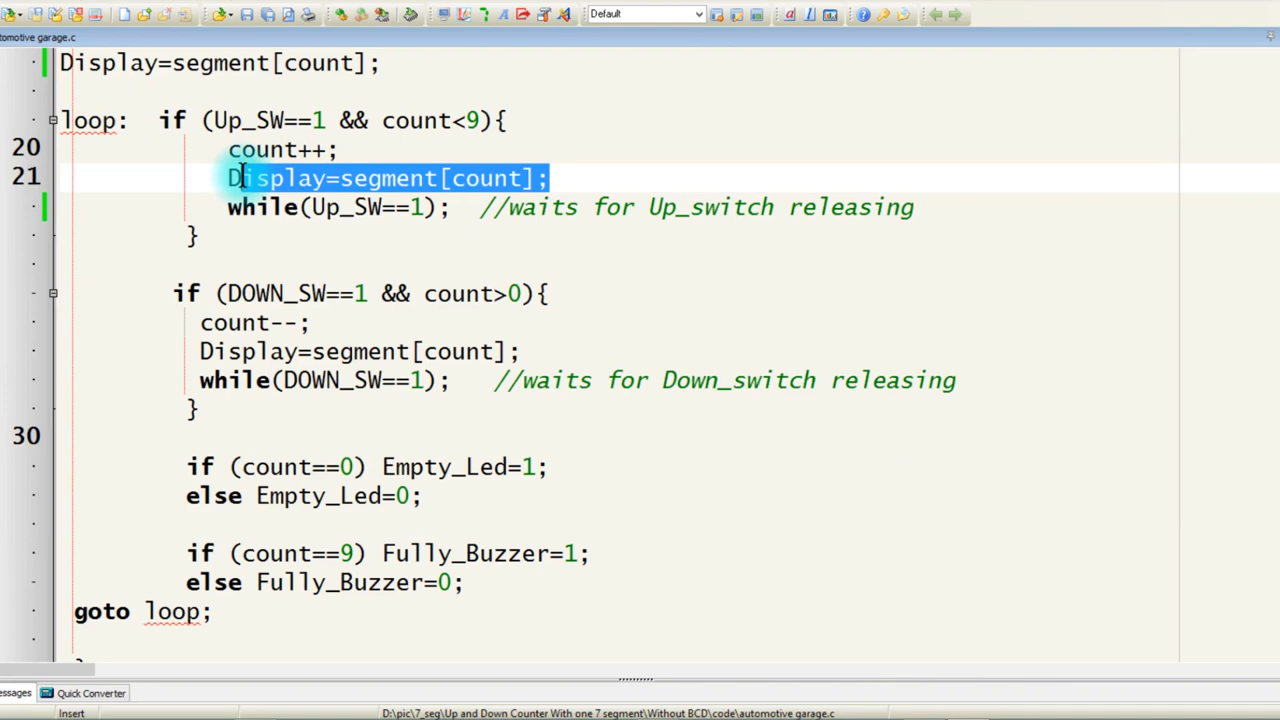 Default
utomotive garage.c
Display=segment[count];
loop: if (Up_SW==1 && count<9){
20 count++;
21 Display=segment[count];
while(Up_SW==1); //waits for Up_switch releasing
}
if (DOWN_SW==1 && count>0){
count--;
Display=segment[count];
while(DOWN_SW==1); //waits for Down_switch releasing
}
30
if (count==0) Empty_Led=1;
else Empty_Led=0;
if (count==9) Fully_Buzzer=1;
else Fully_Buzzer=0;
goto loop;
essages Quick Converter
Insert D:\pic\7_seg\Up and Down Counter With one 7 segment\Without BCD\code\automotive garage.c